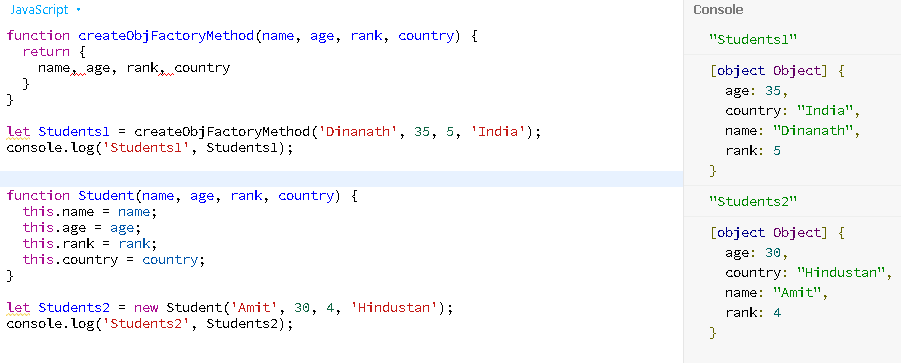 JavaScript
function createObjFactoryMethod(name, age, rank, country) {
  return {
    name, age, rank, country
  }
}
let Students1 = createObjFactoryMethod('Dinanath', 35, 5, 'India');
console.log('Students1', Students1);
function Student(name, age, rank, country) {
  this.name = name;
  this.age = age;
  this.rank = rank;
  this.country = country;
}
let Students2 = new Student('Amit', 30, 4, 'Hindustan');
console.log('Students2', Students2);
Console
"Students1"
[object Object] {
  age: 35,
  country: "India",
  name: "Dinanath",
  rank: 5
}
"Students2"
[object Object] {
  age: 30,
  country: "Hindustan",
  name: "Amit",
  rank: 4
}